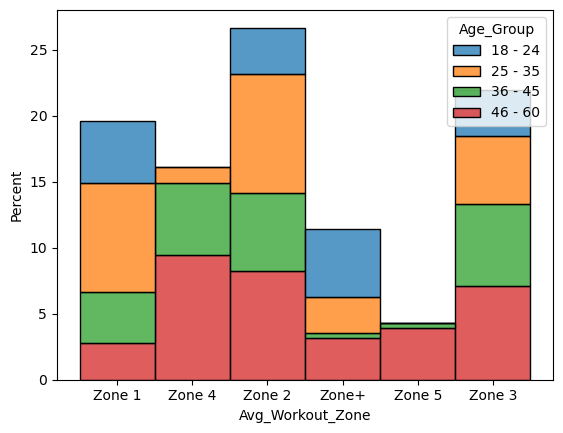 Age_Group
18 - 24
25 - 35
36 - 45
46 - 60
Percent
25
20
15
10
5
0
Zone 1 Zone 4 Zone 2 Zone+ Zone 5 Zone 3
Avg_Workout_Zone